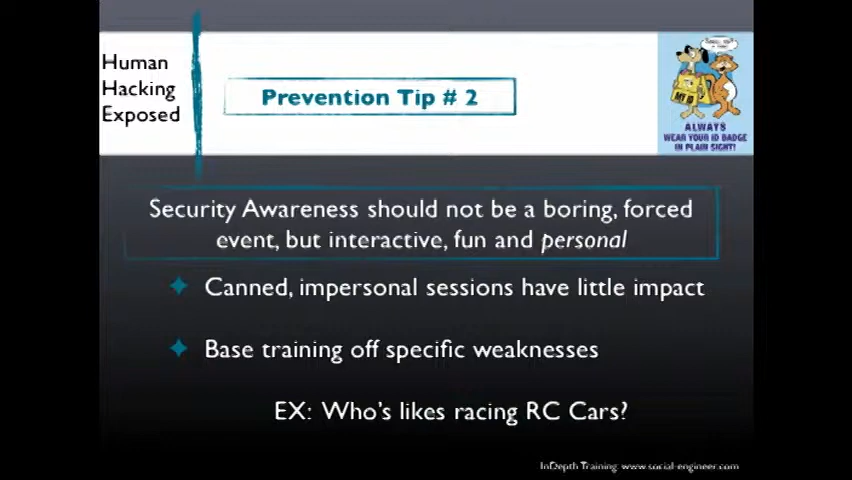 Human
Hacking
Exposed
Prevention Tip # 2
ALWAYS
WEAR YOUR ID BADGE
IN PLAIN SIGHT!
MY ID
Security Awareness should not be a boring, forced
event, but interactive, fun and personal
Canned, impersonal sessions have little impact
Base training off specific weaknesses
EX: Who's likes racing RC Cars?
InDepth Training: www.social-engineer.com